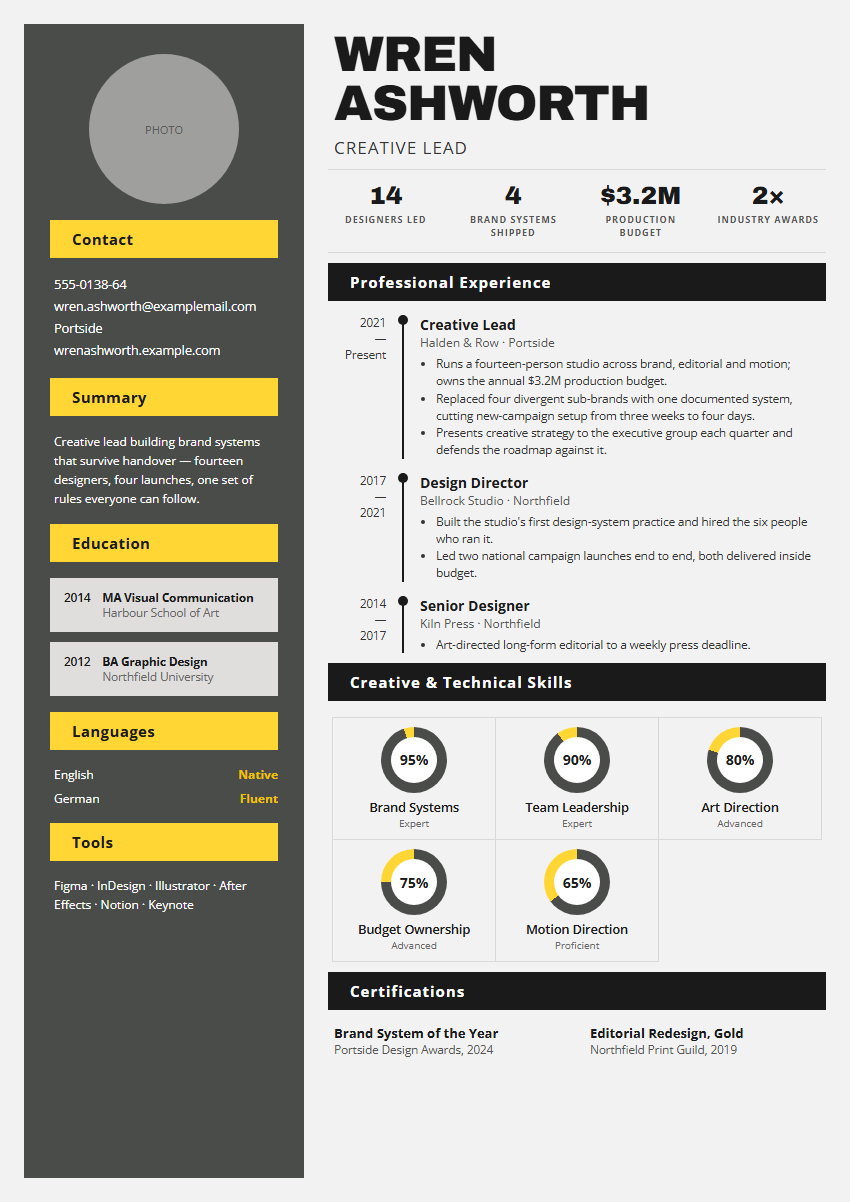 PHOTO
Contact
555-0138-64
wren.ashworth@examplemail.com
Portside
wrenashworth.example.com
Summary
Creative lead building brand systems
that survive handover — fourteen
designers, four launches, one set of
rules everyone can follow.
Education
2014 MA Visual Communication
Harbour School of Art
2012 BA Graphic Design
Northfield University
Languages
English Native
German Fluent
Tools
Figma · InDesign · Illustrator · After
Effects · Notion · Keynote
WREN
ASHWORTH
CREATIVE LEAD
14
DESIGNERS LED
4
BRAND SYSTEMS
SHIPPED
$3.2M
PRODUCTION
BUDGET
2×
INDUSTRY AWARDS
Professional Experience
2021
—
Present
Creative Lead
Halden & Row · Portside
• Runs a fourteen-person studio across brand, editorial and motion;
owns the annual $3.2M production budget.
• Replaced four divergent sub-brands with one documented system,
cutting new-campaign setup from three weeks to four days.
• Presents creative strategy to the executive group each quarter and
defends the roadmap against it.
2017
—
2021
Design Director
Bellrock Studio · Northfield
• Built the studio's first design-system practice and hired the six people
who ran it.
• Led two national campaign launches end to end, both delivered inside
budget.
2014
—
2017
Senior Designer
Kiln Press · Northfield
• Art-directed long-form editorial to a weekly press deadline.
Creative & Technical Skills
95%
Brand Systems
Expert
90%
Team Leadership
Expert
80%
Art Direction
Advanced
75%
Budget Ownership
Advanced
65%
Motion Direction
Proficient
Certifications
Brand System of the Year
Portside Design Awards, 2024
Editorial Redesign, Gold
Northfield Print Guild, 2019